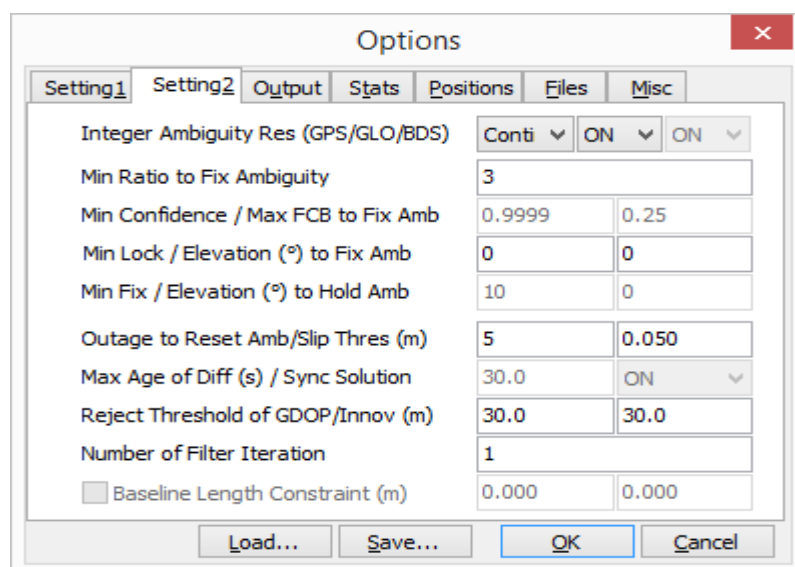 Options
Setting1 Setting2 Output Stats Positions Files Misc
Integer Ambiguity Res (GPS/GLO/BDS) Conti ON ON
Min Ratio to Fix Ambiguity 3
Min Confidence / Max FCB to Fix Amb 0.9999 0.25
Min Lock / Elevation (°) to Fix Amb 0 0
Min Fix / Elevation (°) to Hold Amb 10 0
Outage to Reset Amb/Slip Thres (m) 5 0.050
Max Age of Diff (s) / Sync Solution 30.0 ON
Reject Threshold of GDOP/Innov (m) 30.0 30.0
Number of Filter Iteration 1
Baseline Length Constraint (m) 0.000 0.000
Load... Save... OK Cancel